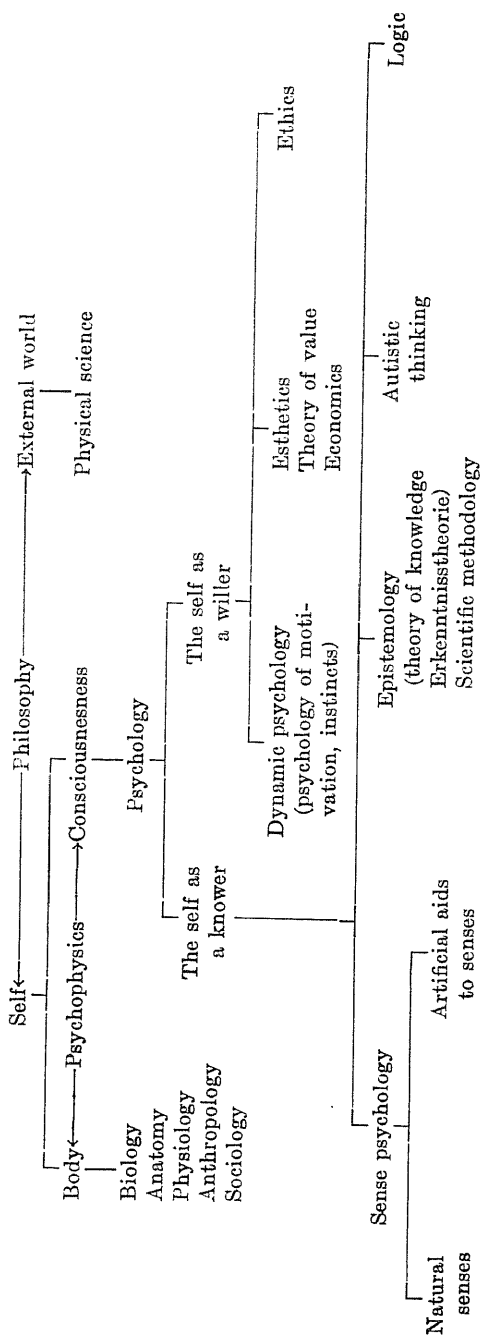 Self Philosophy External world
Body Psychophysics Consciousness
Physical science
Biology
Anatomy
Physiology
Anthropology
Sociology
Psychology
The self as
a knower
The self as
a willer
Dynamic psychology
(psychology of moti-
vation, instincts)
Esthetics
Theory of value
Economics
Ethics
Sense psychology
Epistemology
(theory of knowledge
Erkenntnisstheorie)
Scientific methodology
Autistic
thinking
Logic
Natural
senses
Artificial aids
to senses